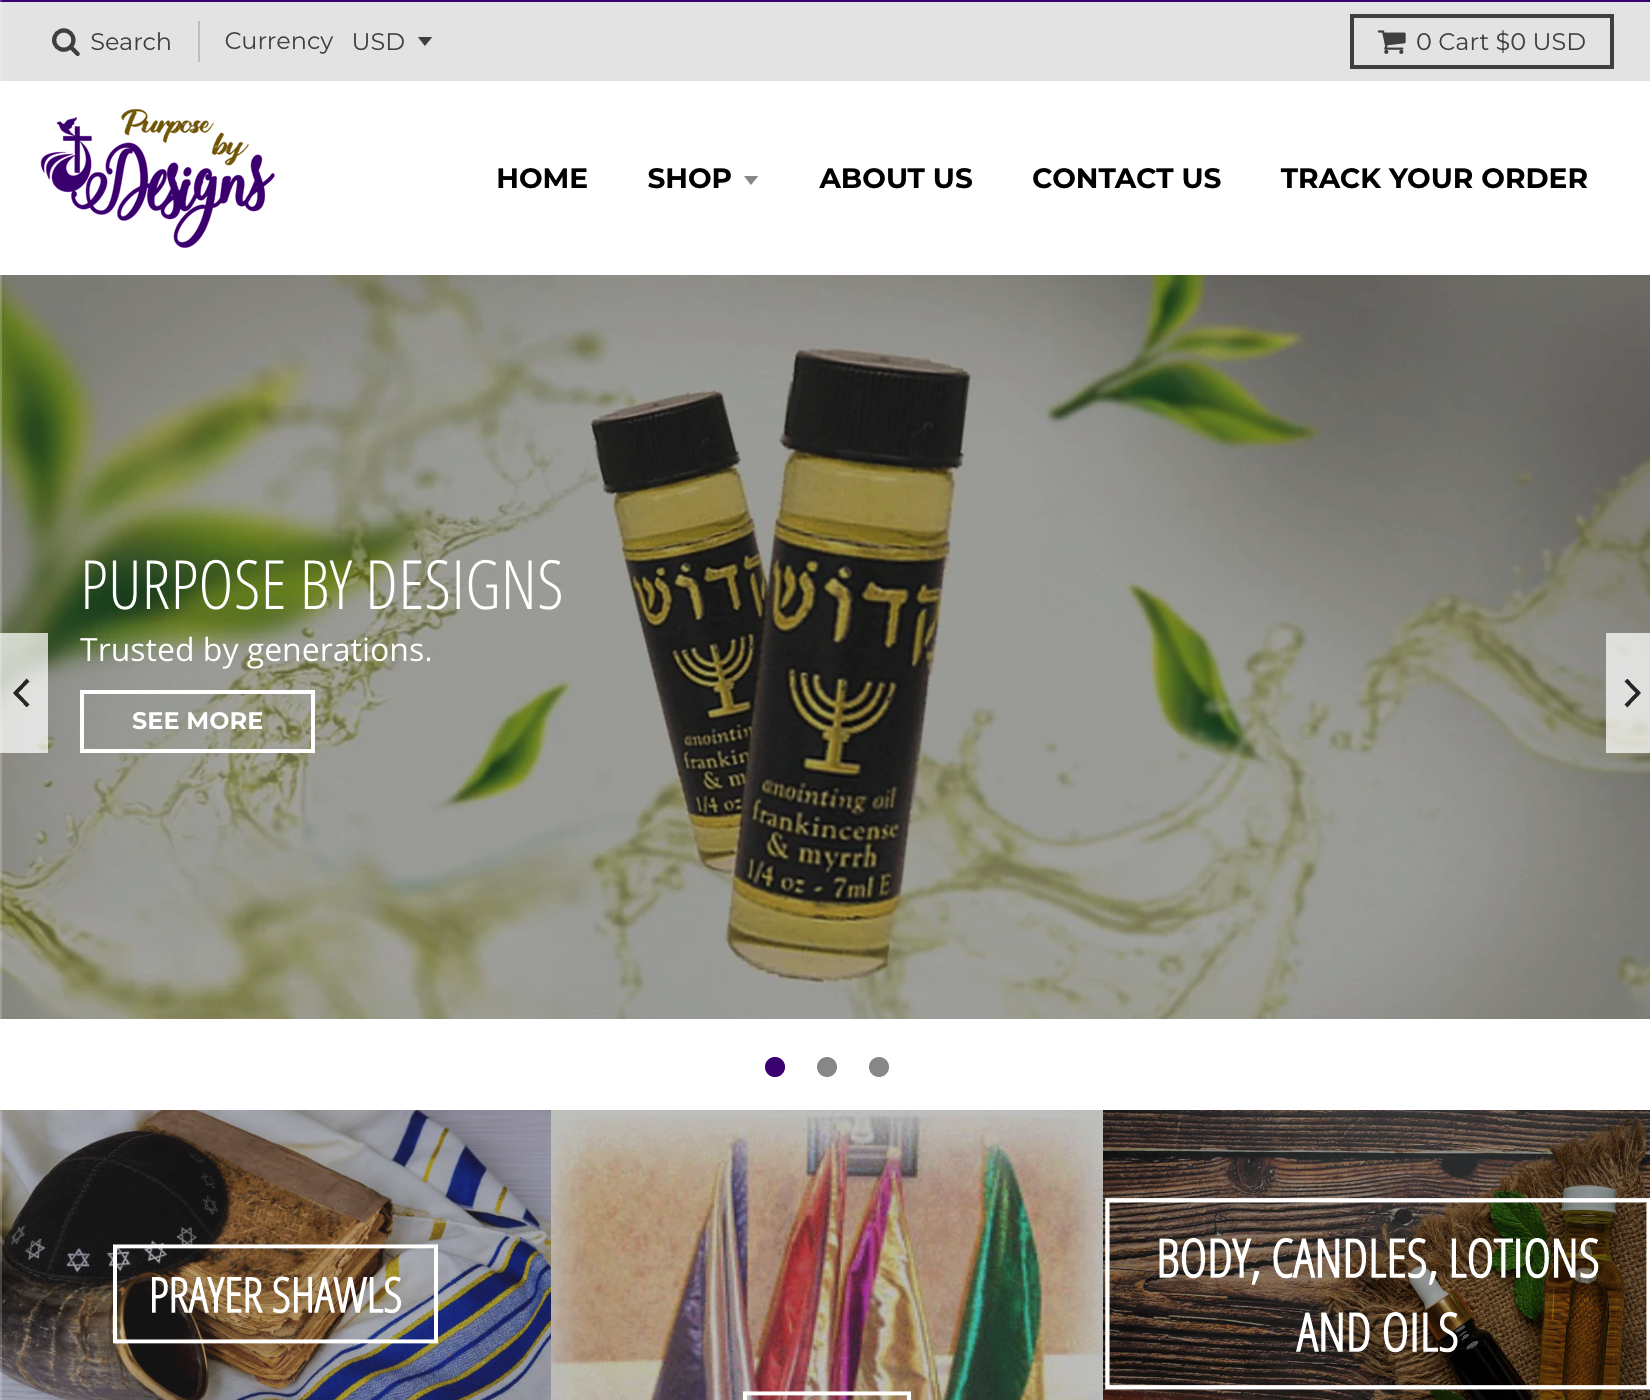 Search
Currency USD
0 Cart $0 USD
Purpose
by
Designs
HOME
SHOP
ABOUT US
CONTACT US
TRACK YOUR ORDER
PURPOSE BY DESIGNS
Trusted by generations.
SEE MORE
anointin
frankin
& m
1/4 oz
קדוש
anointing oil
frankincense
& myrrh
1/4 oz - 7ml E
PRAYER SHAWLS
BODY, CANDLES, LOTIONS
AND OILS